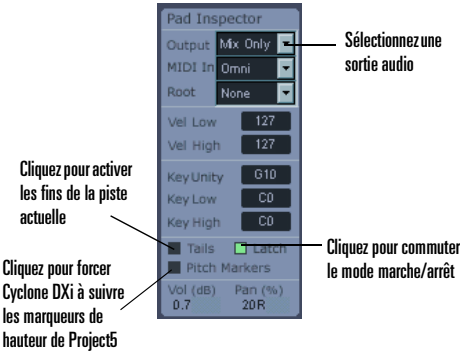 Pad Inspector
Output Mix Only
MIDI In Omni
Root None
Vel Low 127
Vel High 127
Key Unity G10
Key Low C0
Key High C0
Tails Latch
Pitch Markers
Vol (dB) Pan (%)
0.7 20R
Sélectionnez une
sortie audio
Cliquez pour activer
les fins de la piste
actuelle
Cliquez pour commuter
le mode marche/arrêt
Cliquez pour forcer
Cyclone DXi à suivre
les marqueurs de
hauteur de Project5